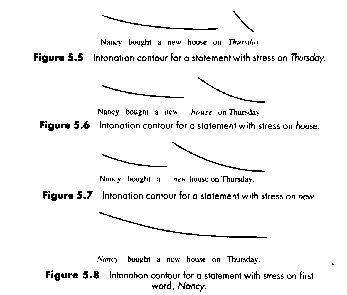 Nancy bought a new house on Thursday
Figure 5.5 Intonation contour for a statement with stress on Thursday.
Nancy bought a new house on Thursday
Figure 5.6 Intonation contour for a statement with stress on house.
Nancy bought a new house on Thursday.
Figure 5.7 Intonation contour for a statement with stress on new
Nancy bought a new house on Thursday.
Figure 5.8 Intonation contour for a statement with stress on first
word, Nancy.